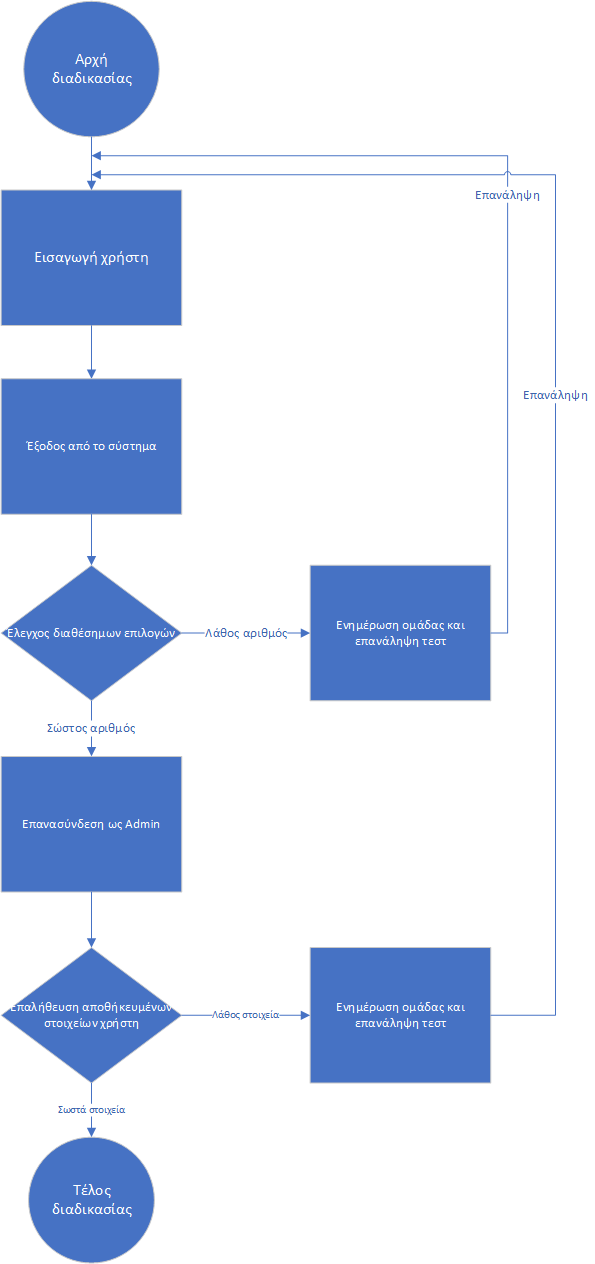 Αρχή
διαδικασίας
Επανάληψη
Εισαγωγή χρήστη
Επανάληψη
Έξοδος από το σύστημα
Έλεγχος διαθέσημων επιλογών
Λάθος αριθμός
Ενημέρωση ομάδας και
επανάληψη τεστ
Σώστος αριθμός
Επανασύνδεση ως Admin
Επαλήθευση αποθήκευμένων
στοιχείων χρήστη
Λάθος στοιχεία
Ενημέρωση ομάδας και
επανάληψη τεστ
Σωστά στοιχεία
Τέλος
διαδικασίας